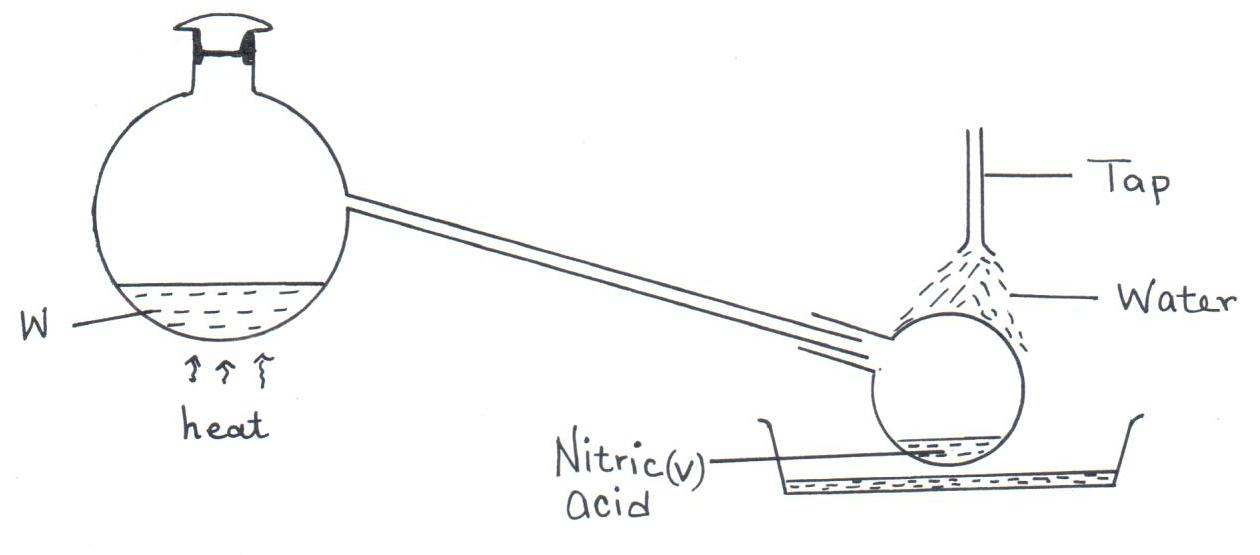 Tap
Water
W
heat
Nitric(v)
acid